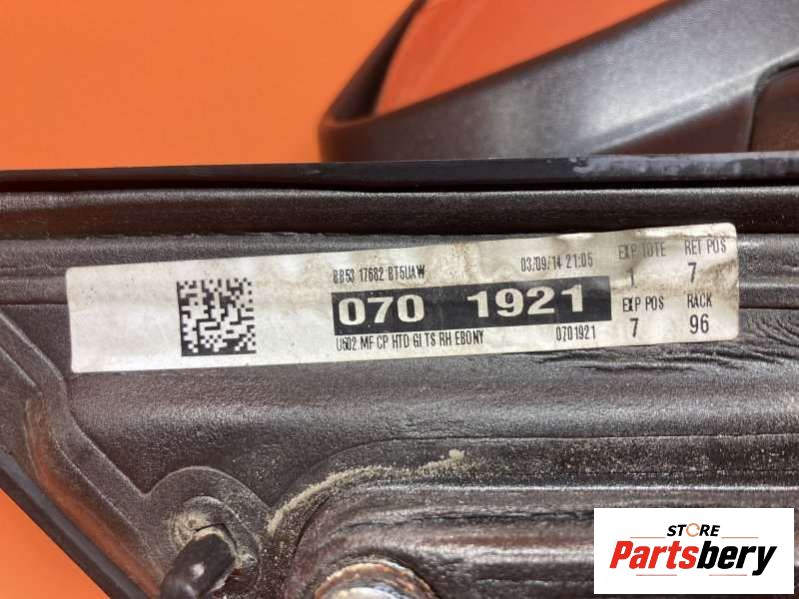 BB53 17682 BT5UAW 03/09/14 21:05
070 1921
U502 MF CP HTD GI TS RH EBONY 0701921
EXP TOTE RET POS
1 7
EXP POS RACK
7 96
STORE
Partsbery